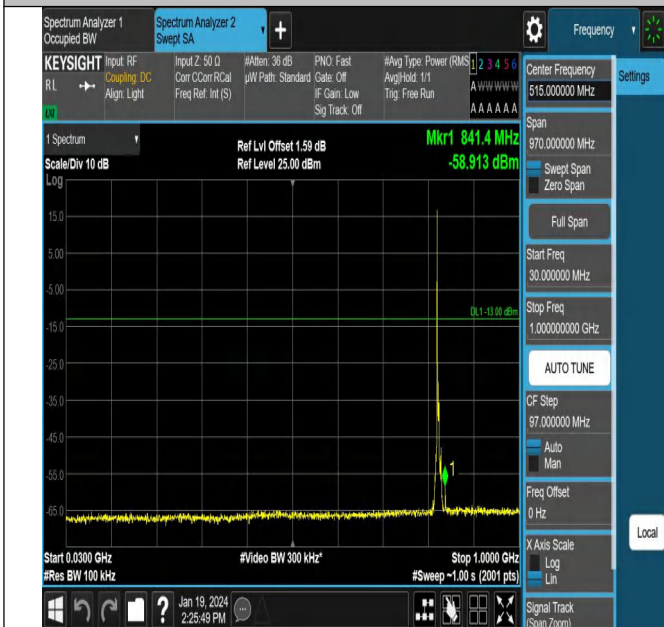 Spectrum Analyzer 1
Occupied BW
Spectrum Analyzer 2
Swept SA
+
Frequency
KEYSIGHT
RL
LXI
Input: RF
Coupling: DC
Align: Light
Input Z: 50 Ω
Corr CCorr RCal
Freq Ref: Int (S)
#Atten: 36 dB
µW Path: Standard
PNO: Fast
Gate: Off
IF Gain: Low
Sig Track: Off
#Avg Type: Power (RMS
Avg|Hold: 1/1
Trig: Free Run
1 2 3 4 5 6
A W W W W W
A A A A A A
1 Spectrum
Scale/Div 10 dB
Log
Ref Lvl Offset 1.59 dB
Ref Level 25.00 dBm
Mkr1 841.4 MHz
-58.913 dBm
15.0
5.00
-5.00
DL1 -13.00 dBm
-15.0
-25.0
-35.0
-45.0
-55.0
-65.0
1
Start 0.0300 GHz
#Res BW 100 kHz
#Video BW 300 kHz*
Stop 1.0000 GHz
#Sweep ~1.00 s (2001 pts)
Jan 19, 2024
2:25:49 PM
Center Frequency
515.000000 MHz
Span
970.000000 MHz
Swept Span
Zero Span
Full Span
Start Freq
30.000000 MHz
Stop Freq
1.000000000 GHz
AUTO TUNE
CF Step
97.000000 MHz
Auto
Man
Freq Offset
0 Hz
X Axis Scale
Log
Lin
Signal Track
(Span Zoom)
Settings
Local